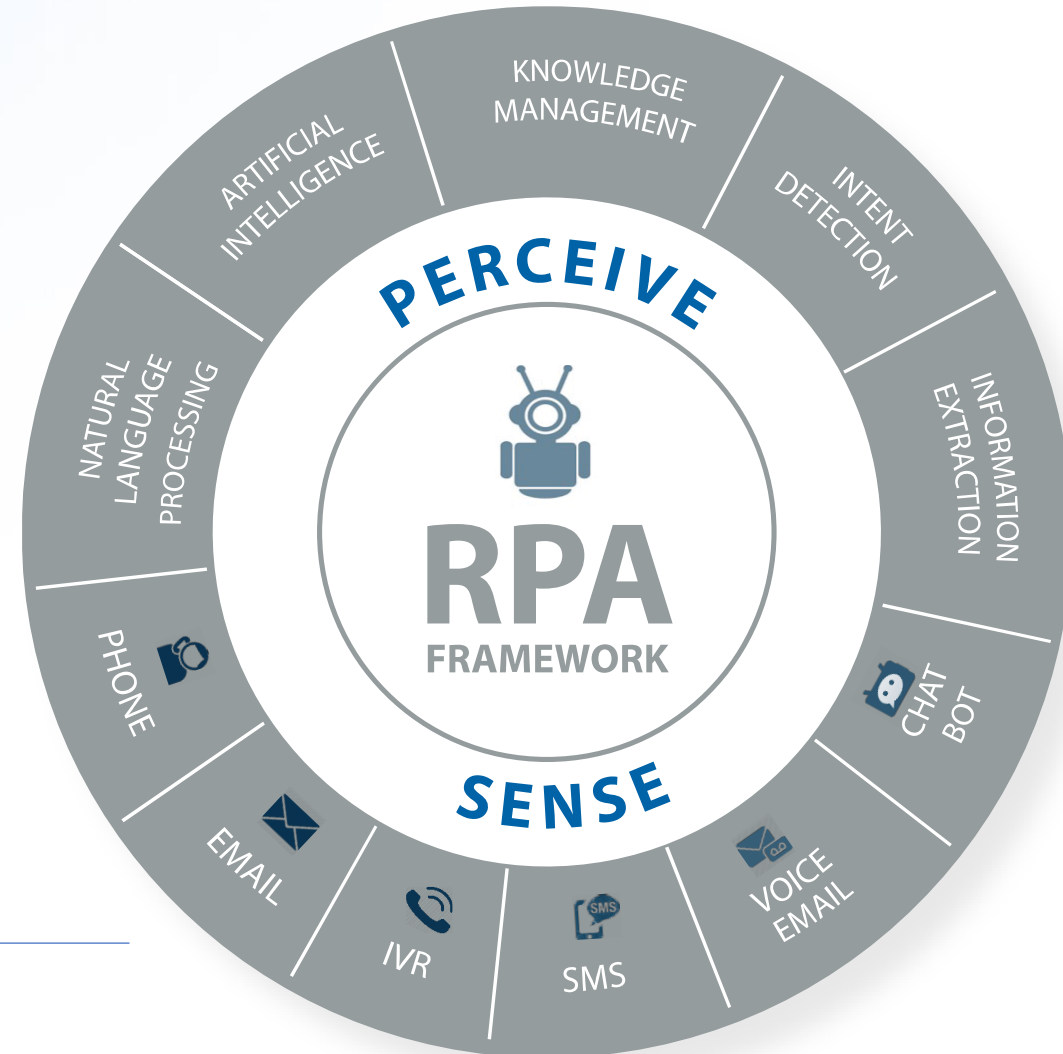 KNOWLEDGE
MANAGEMENT
INTENT
DETECTION
INFORMATION
EXTRACTION
ARTIFICIAL
INTELLIGENCE
NATURAL
LANGUAGE
PROCESSING
PERCEIVE
RPA
FRAMEWORK
SENSE
PHONE
EMAIL
IVR
SMS
SMS
VOICE
EMAIL
CHAT
BOT